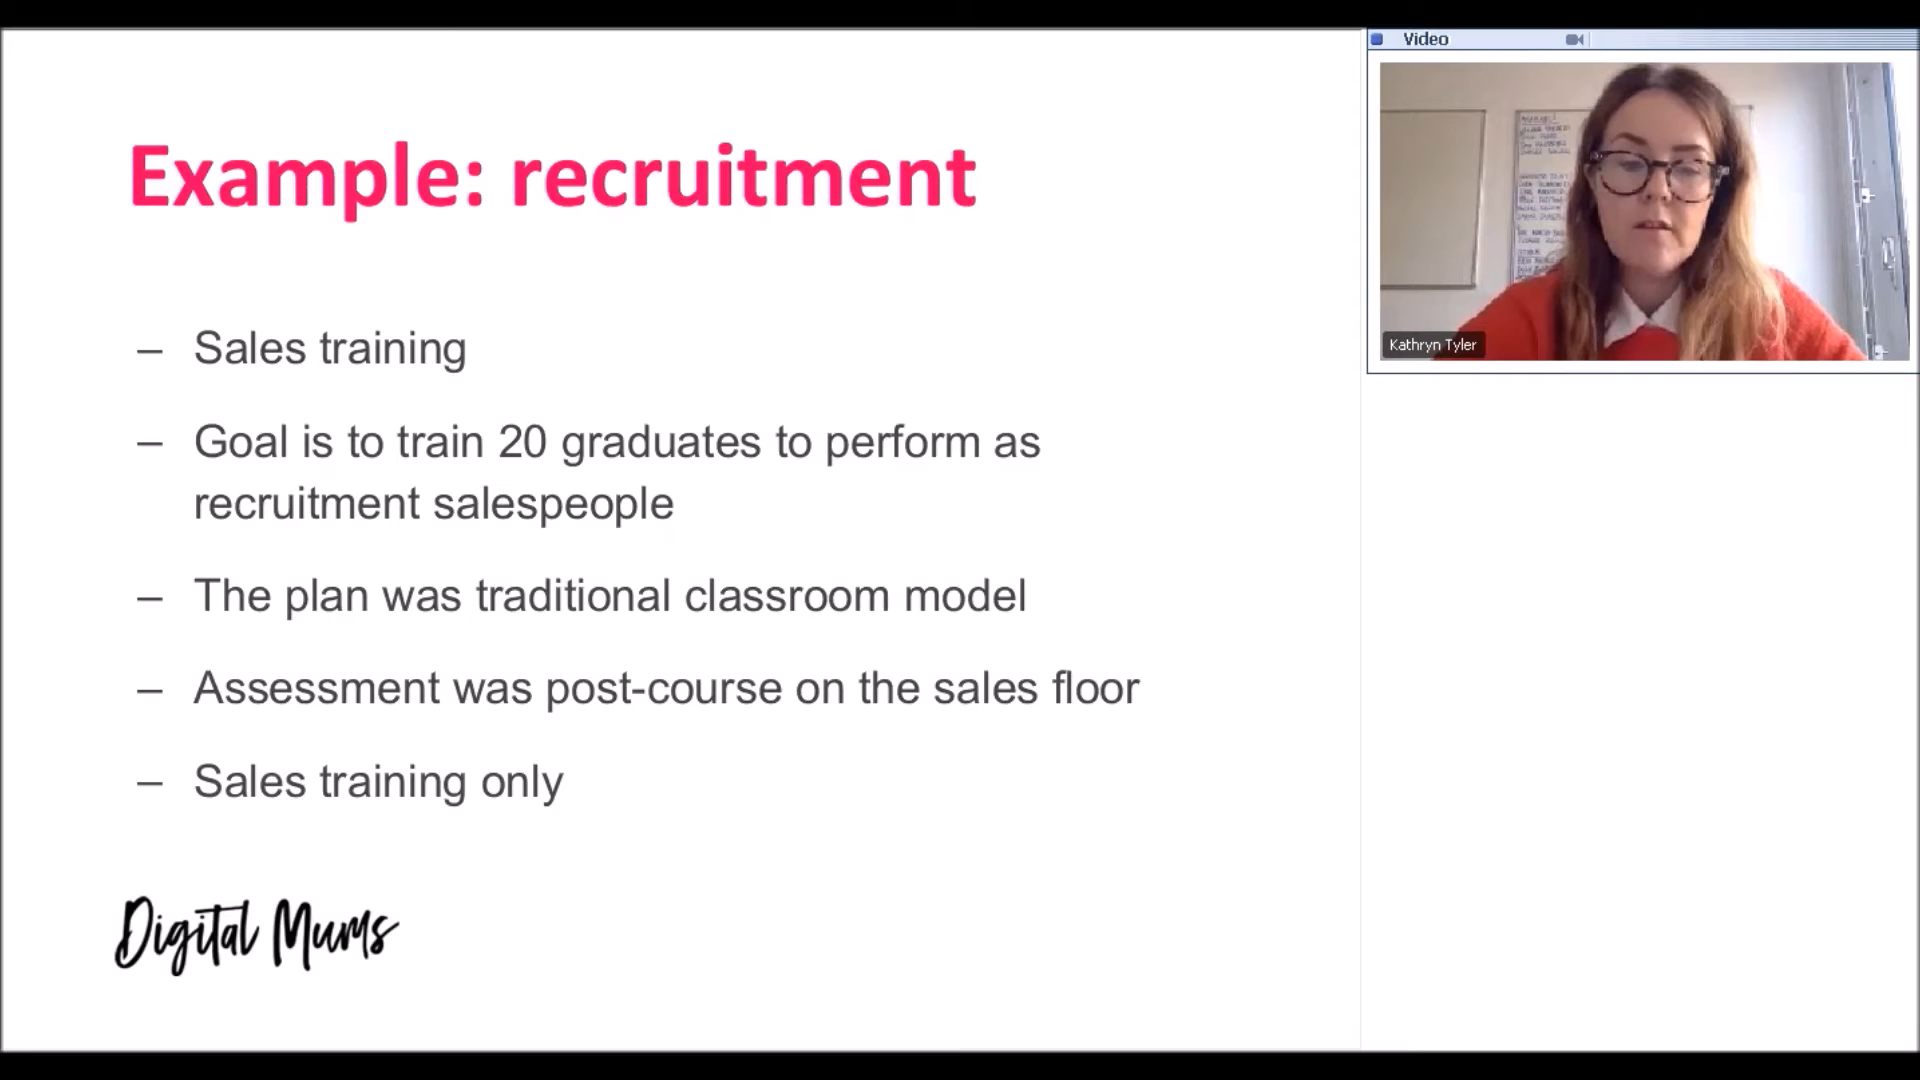 Example: recruitment
– Sales training
– Goal is to train 20 graduates to perform as
recruitment salespeople
– The plan was traditional classroom model
– Assessment was post-course on the sales floor
– Sales training only
Digital Mums
Video
Kathryn Tyler